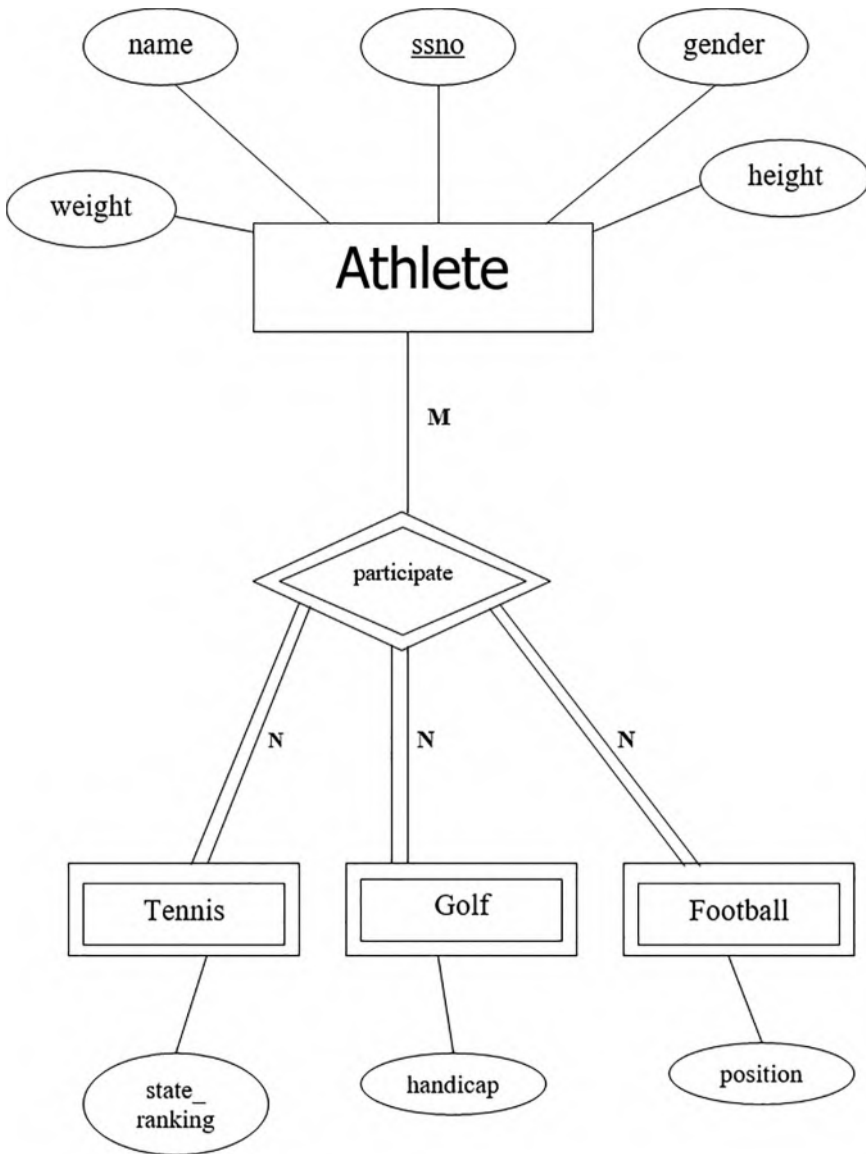 name
ssno
gender
weight
height
Athlete
M
participate
N
N
N
Tennis
Golf
Football
state_
ranking
handicap
position